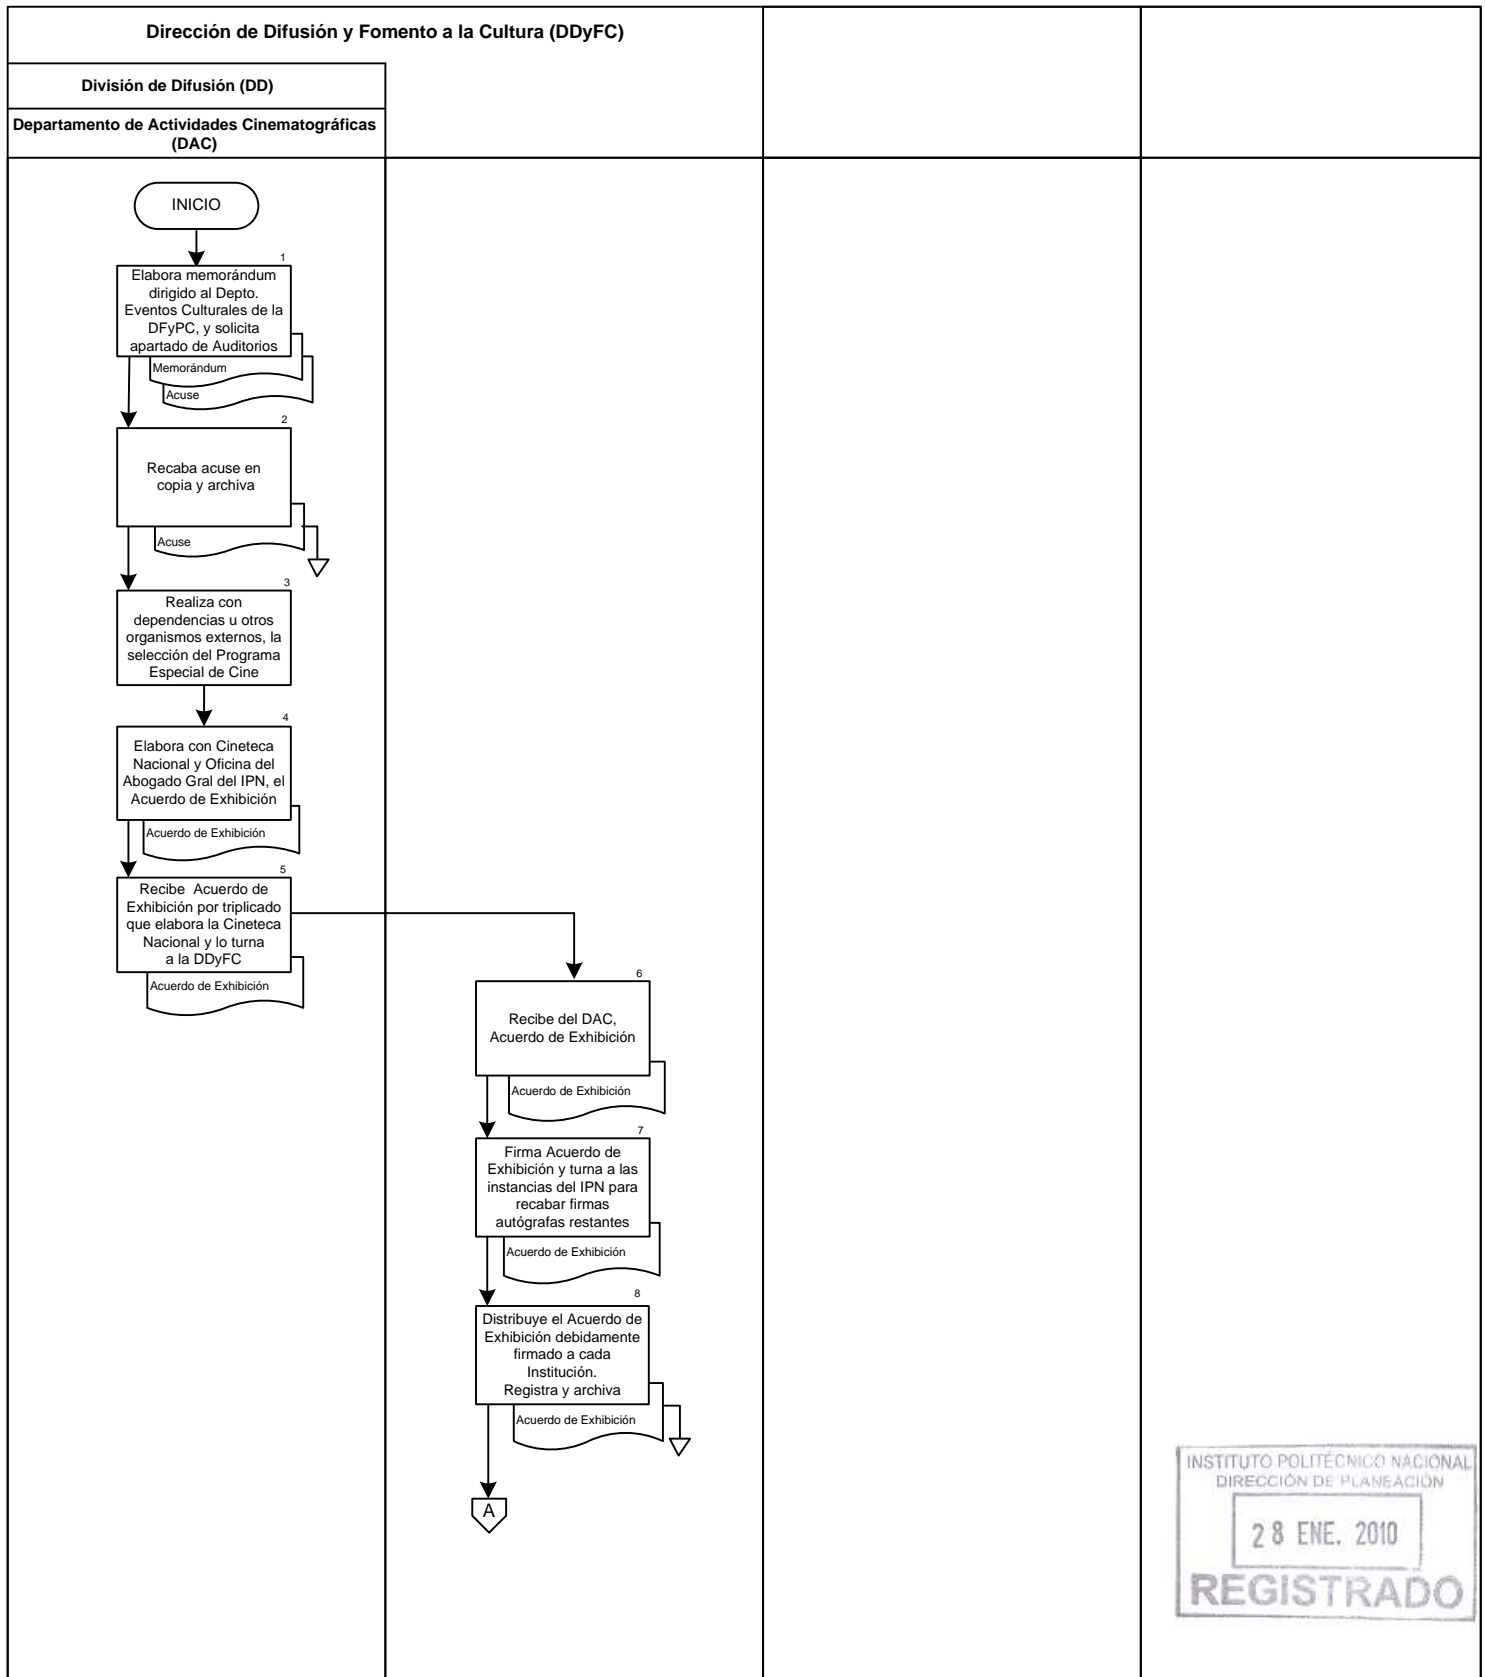 Dirección de Difusión y Fomento a la Cultura (DDyFC)
División de Difusión (DD)
Departamento de Actividades Cinematográficas
(DAC)
INICIO
1
Elabora memorándum
dirigido al Depto.
Eventos Culturales de la
DFyPC, y solicita
apartado de Auditorios
Memorándum
Acuse
2
Recaba acuse en
copia y archiva
Acuse
3
Realiza con
dependencias u otros
organismos externos, la
selección del Programa
Especial de Cine
4
Elabora con Cineteca
Nacional y Oficina del
Abogado Gral del IPN, el
Acuerdo de Exhibición
Acuerdo de Exhibición
5
Recibe Acuerdo de
Exhibición por triplicado
que elabora la Cineteca
Nacional y lo turna
a la DDyFC
Acuerdo de Exhibición
6
Recibe del DAC,
Acuerdo de Exhibición
Acuerdo de Exhibición
7
Firma Acuerdo de
Exhibición y turna a las
instancias del IPN para
recabar firmas
autógrafas restantes
Acuerdo de Exhibición
8
Distribuye el Acuerdo de
Exhibición debidamente
firmado a cada
Institución.
Registra y archiva
Acuerdo de Exhibición
A
INSTITUTO POLITÉCNICO NACIONAL
DIRECCIÓN DE PLANEACIÓN
28 ENE. 2010
REGISTRADO